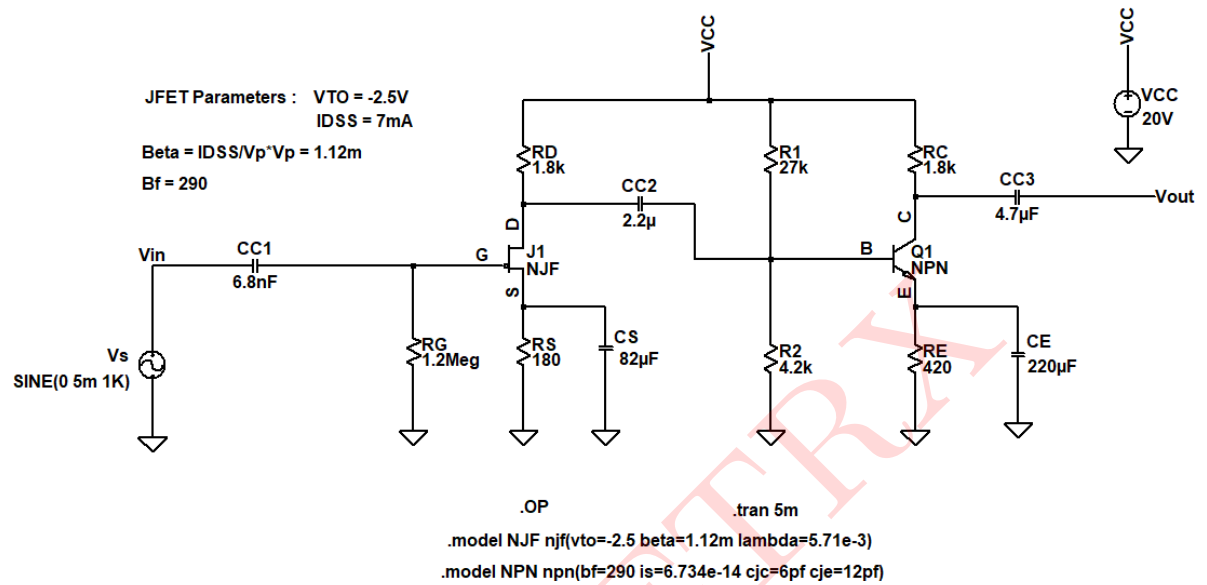 VCC
VCC
JFET Parameters : VTO = -2.5V
IDSS = 7mA
Beta = IDSS/Vp*Vp = 1.12m
Bf = 290
VCC
20V
RD
1.8k
R1
27k
RC
1.8k
CC2
2.2µ
CC3
4.7µF
Vout
D
C
Vin
CC1
6.8nF
G
J1
NJF
B
Q1
NPN
S
E
Vs
SINE(0 5m 1K)
RG
1.2Meg
RS
180
CS
82µF
R2
4.2k
RE
420
CE
220µF
TRX
.OP
.tran 5m
.model NJF njf(vto=-2.5 beta=1.12m lambda=5.71e-3)
.model NPN npn(bf=290 is=6.734e-14 cjc=6pf cje=12pf)